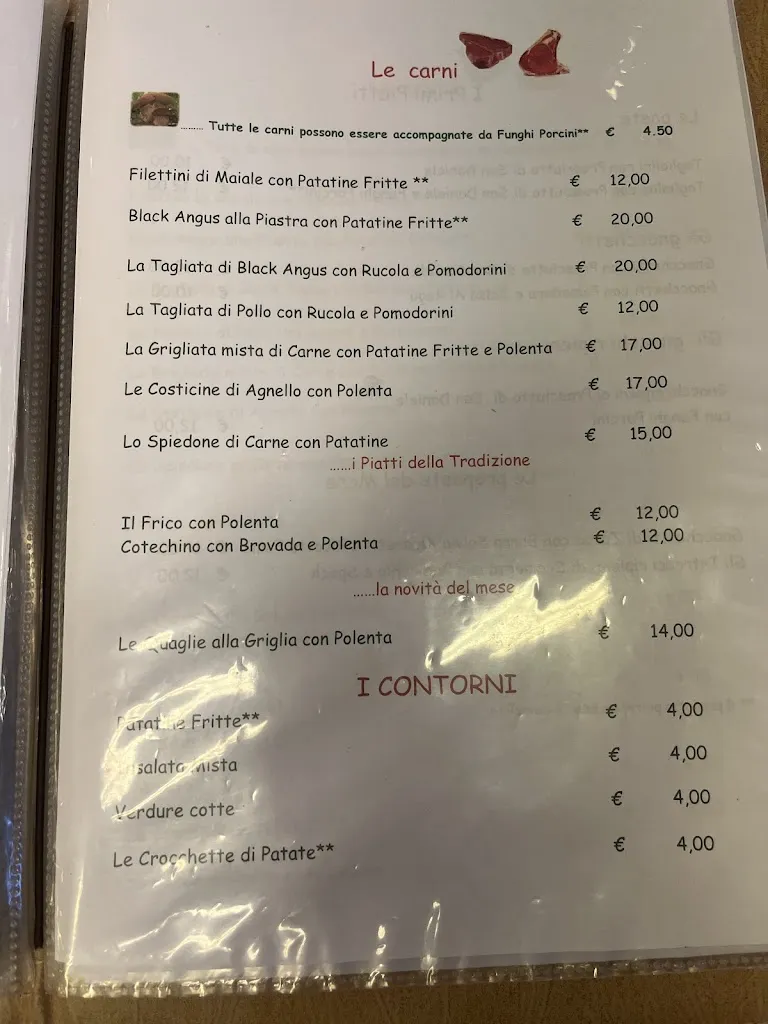 Le carni
......... Tutte le carni possono essere accompagnate da Funghi Porcini** € 4.50
Filettini di Maiale con Patatine Fritte ** € 12,00
Black Angus alla Piastra con Patatine Fritte** € 20,00
La Tagliata di Black Angus con Rucola e Pomodorini € 20,00
La Tagliata di Pollo con Rucola e Pomodorini € 12,00
La Grigliata mista di Carne con Patatine Fritte e Polenta € 17,00
Le Costicine di Agnello con Polenta € 17,00
Lo Spiedone di Carne con Patatine € 15,00
......i Piatti della Tradizione
Il Frico con Polenta € 12,00
Cotechino con Brovada e Polenta € 12,00
......la novità del mese
Le Quaglie alla Griglia con Polenta € 14,00
I CONTORNI
Patatine Fritte** € 4,00
Insalata Mista € 4,00
Verdure cotte € 4,00
Le Crocchette di Patate** € 4,00